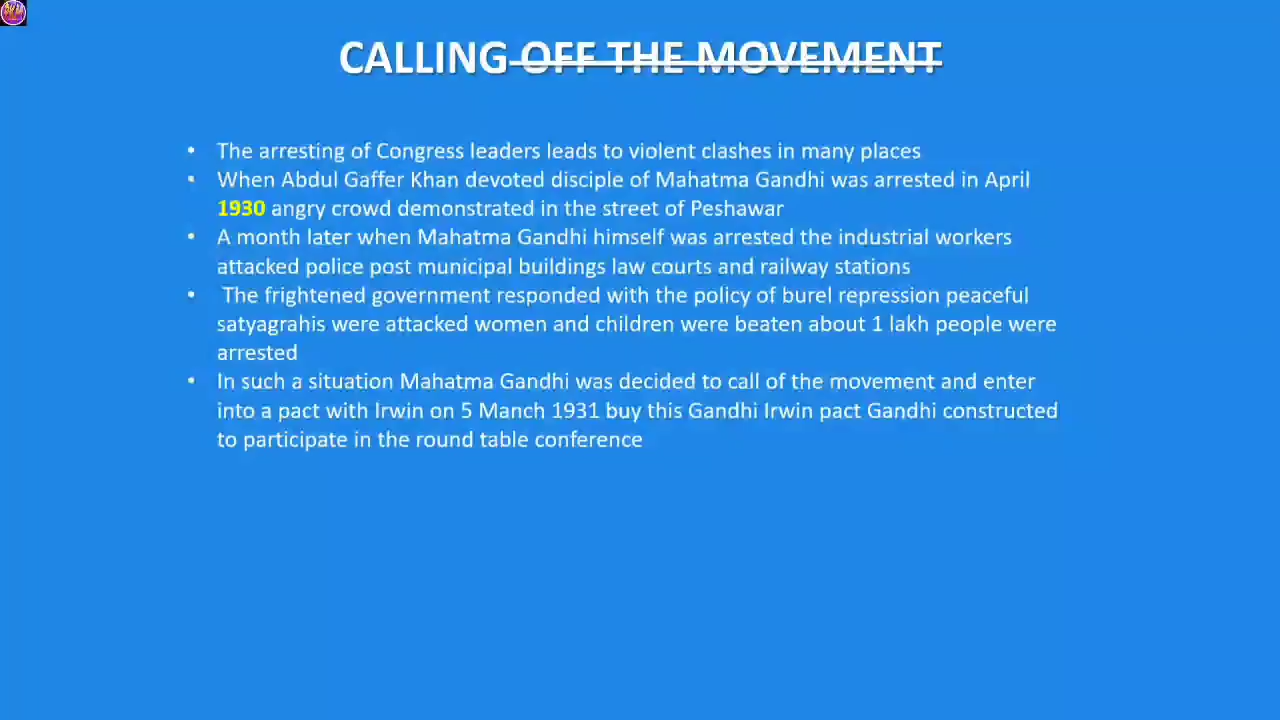 CALLING OFF THE MOVEMENT
• The arresting of Congress leaders leads to violent clashes in many places
• When Abdul Gaffer Khan devoted disciple of Mahatma Gandhi was arrested in April
1930 angry crowd demonstrated in the street of Peshawar
• A month later when Mahatma Gandhi himself was arrested the industrial workers
attacked police post municipal buildings law courts and railway stations
• The frightened government responded with the policy of burel repression peaceful
satyagrahis were attacked women and children were beaten about 1 lakh people were
arrested
• In such a situation Mahatma Gandhi was decided to call of the movement and enter
into a pact with Irwin on 5 Manch 1931 buy this Gandhi Irwin pact Gandhi constructed
to participate in the round table conference